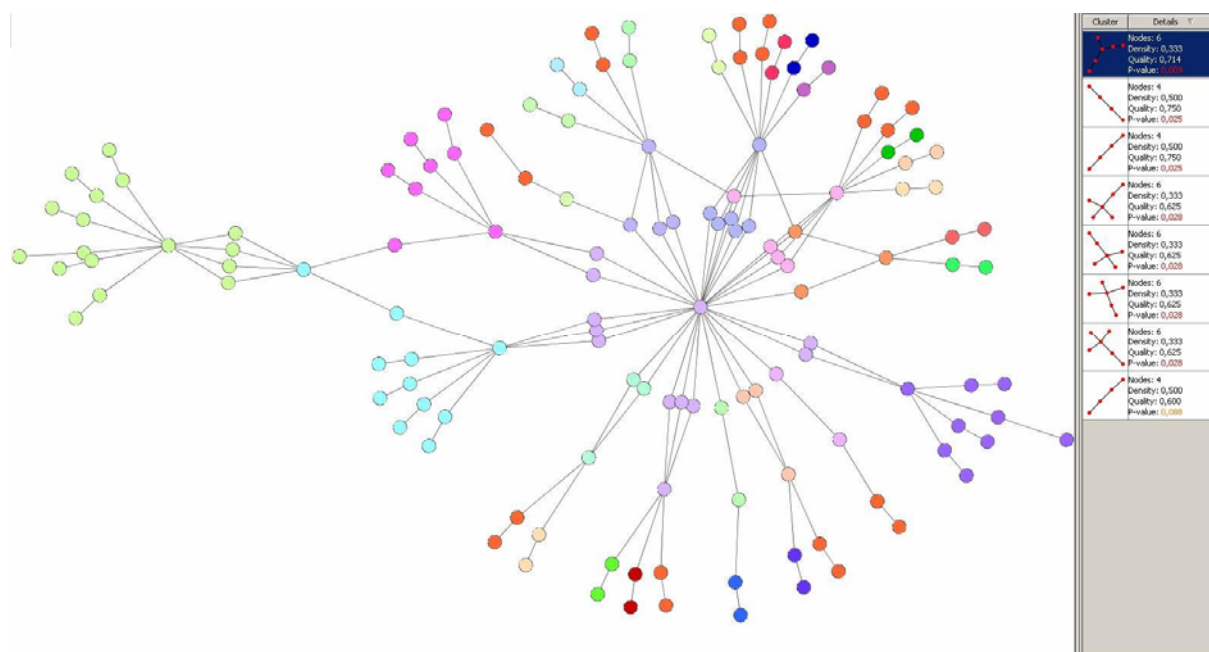 Cluster Details
Nodes: 6
Density: 0,333
Quality: 0,714
P-value: 0,009
Nodes: 4
Density: 0,500
Quality: 0,750
P-value: 0,025
Nodes: 4
Density: 0,500
Quality: 0,750
P-value: 0,025
Nodes: 6
Density: 0,333
Quality: 0,625
P-value: 0,028
Nodes: 6
Density: 0,333
Quality: 0,625
P-value: 0,028
Nodes: 6
Density: 0,333
Quality: 0,625
P-value: 0,028
Nodes: 6
Density: 0,333
Quality: 0,625
P-value: 0,028
Nodes: 4
Density: 0,500
Quality: 0,600
P-value: 0,088